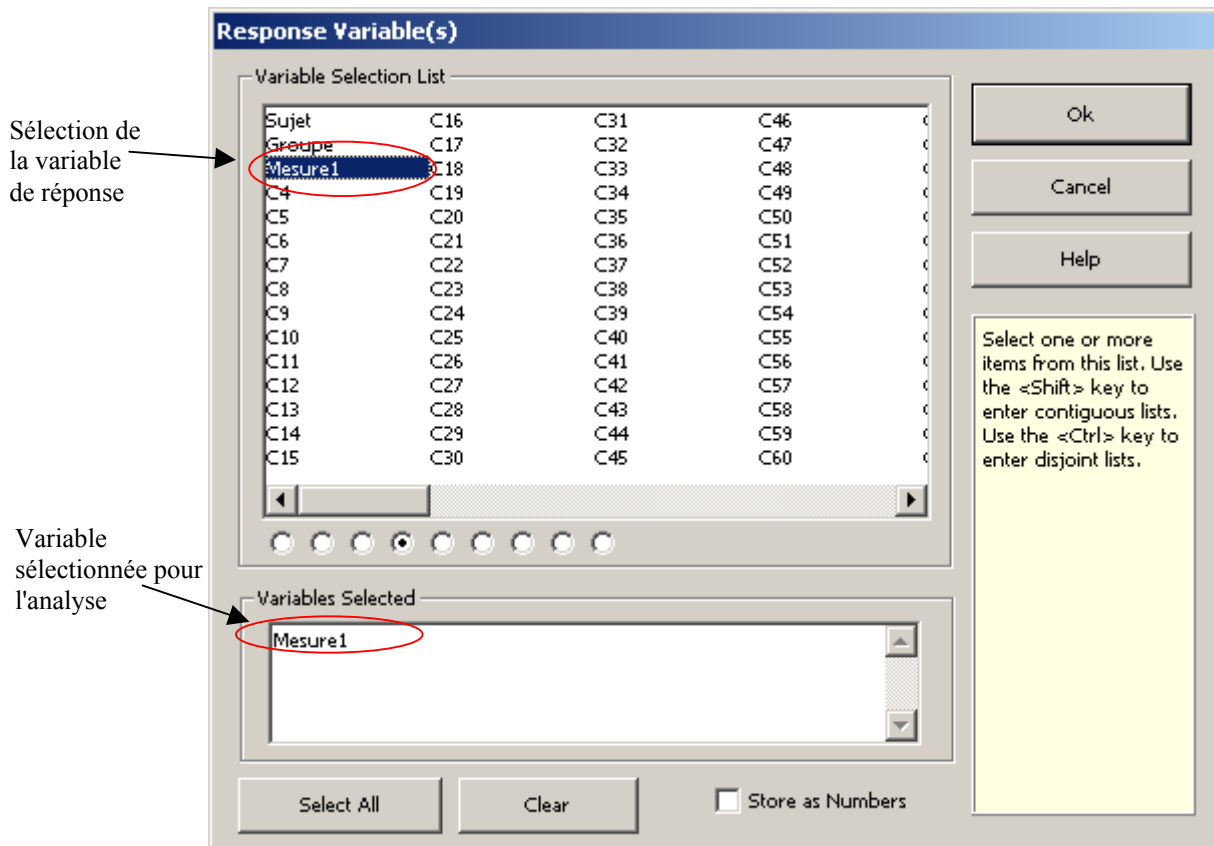 Response Variable(s)
Variable Selection List
Sujet C16 C31 C46
Groupe C17 C32 C47
Mesure1 C18 C33 C48
C4 C19 C34 C49
C5 C20 C35 C50
C6 C21 C36 C51
C7 C22 C37 C52
C8 C23 C38 C53
C9 C24 C39 C54
C10 C25 C40 C55
C11 C26 C41 C56
C12 C27 C42 C57
C13 C28 C43 C58
C14 C29 C44 C59
C15 C30 C45 C60
Sélection de
la variable
de réponse
Ok
Cancel
Help
Select one or more
items from this list. Use
the <Shift> key to
enter contiguous lists.
Use the <Ctrl> key to
enter disjoint lists.
Variable
sélectionnée pour
l'analyse
Variables Selected
Mesure1
Select All
Clear
Store as Numbers